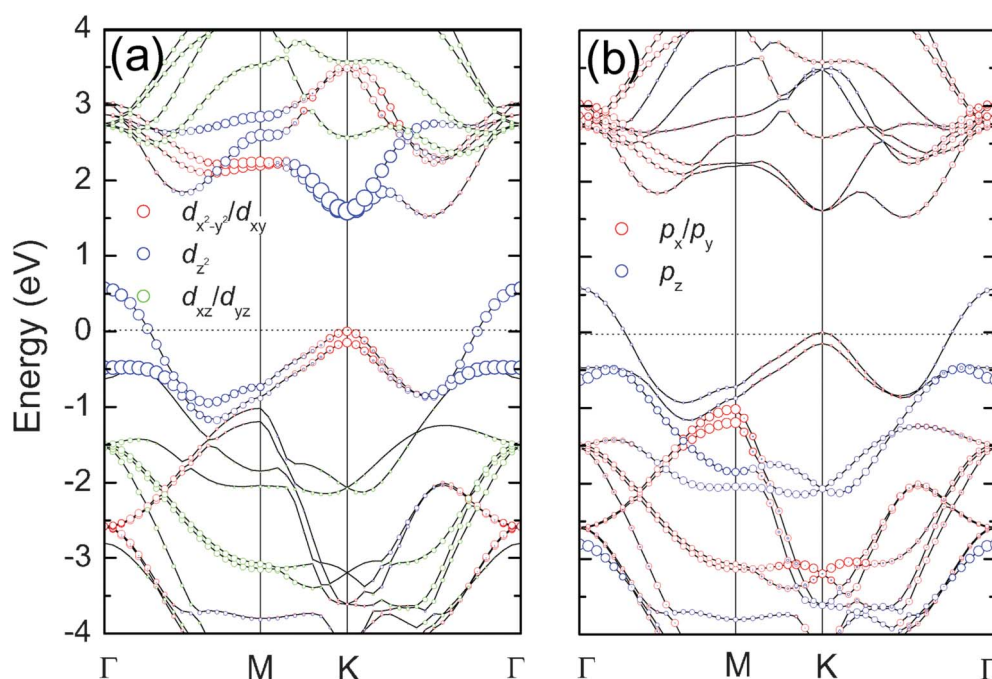 (a)
(b)
4
3
2
1
0
-1
-2
-3
-4
Energy (eV)
d_{x²-y²}/d_{xy}
d_{z²}
d_{xz}/d_{yz}
p_x/p_y
p_z
Γ M K Γ
Γ M K Γ